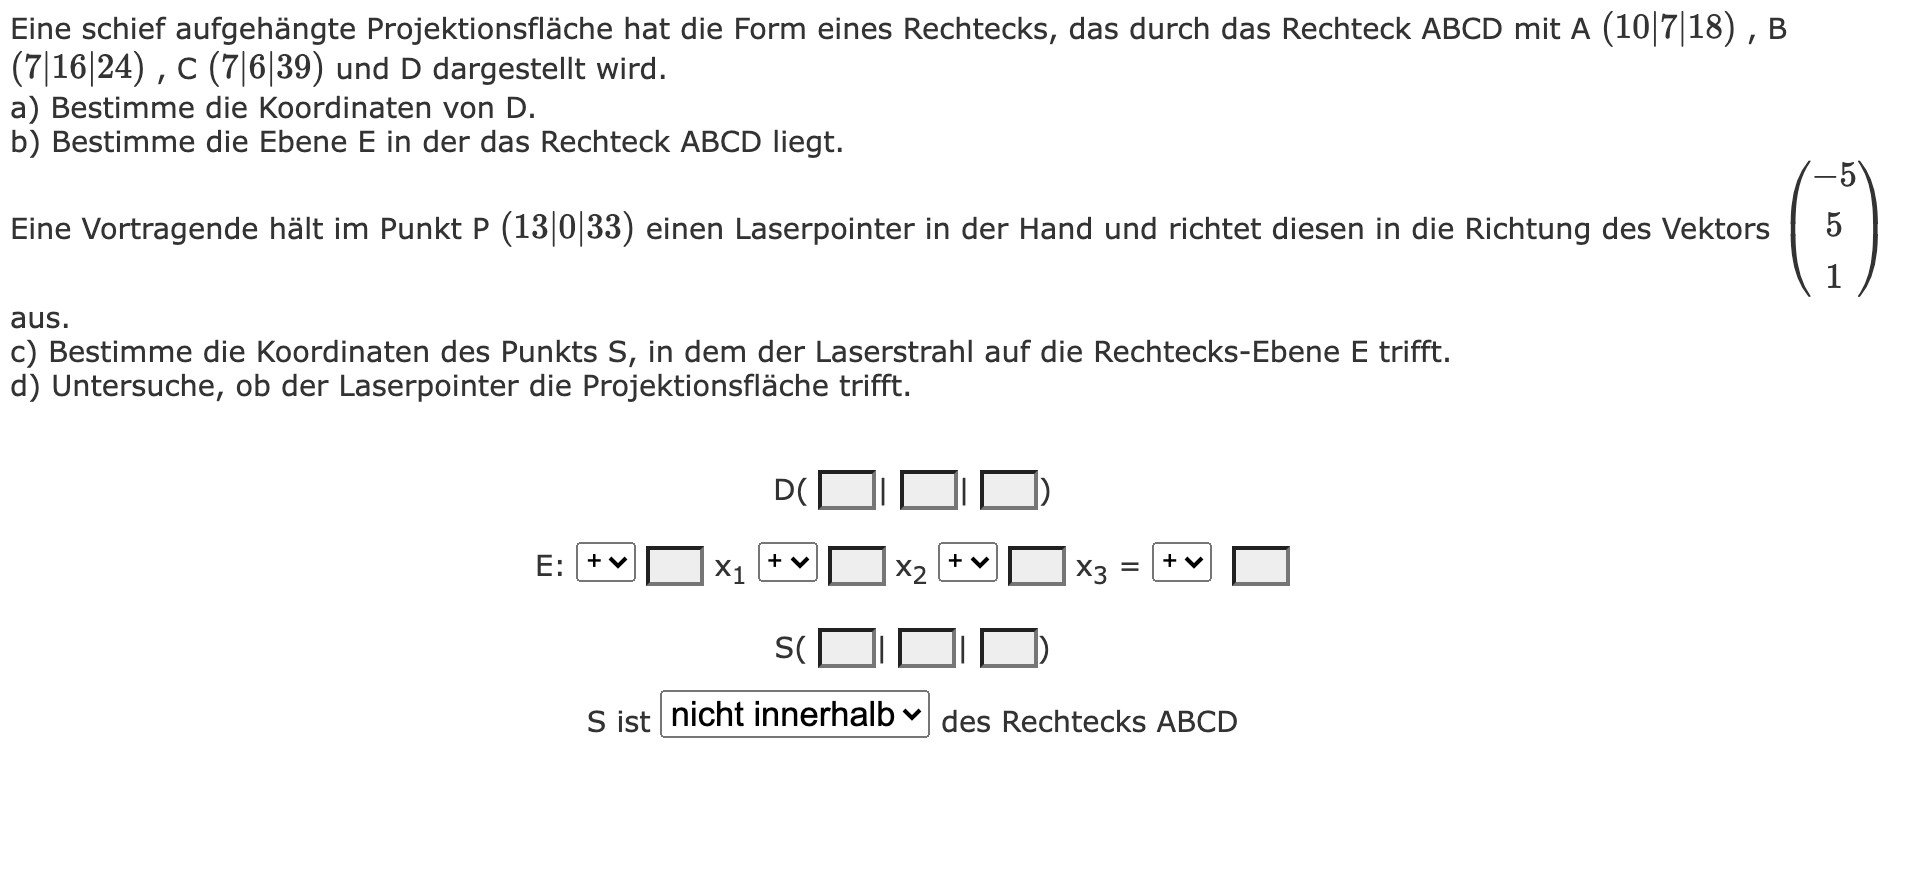 Eine schief aufgehängte Projektionsfläche hat die Form eines Rechtecks, das durch das Rechteck ABCD mit A (10|7|18) , B
(7|16|24) , C (7|6|39) und D dargestellt wird.
a) Bestimme die Koordinaten von D.
b) Bestimme die Ebene E in der das Rechteck ABCD liegt.
Eine Vortragende hält im Punkt P (13|0|33) einen Laserpointer in der Hand und richtet diesen in die Richtung des Vektors (−5 5 1)
aus.
c) Bestimme die Koordinaten des Punkts S, in dem der Laserstrahl auf die Rechtecks-Ebene E trifft.
d) Untersuche, ob der Laserpointer die Projektionsfläche trifft.
D( | | )
E: + x₁ + x₂ + x₃ = +
S( | | )
S ist nicht innerhalb des Rechtecks ABCD